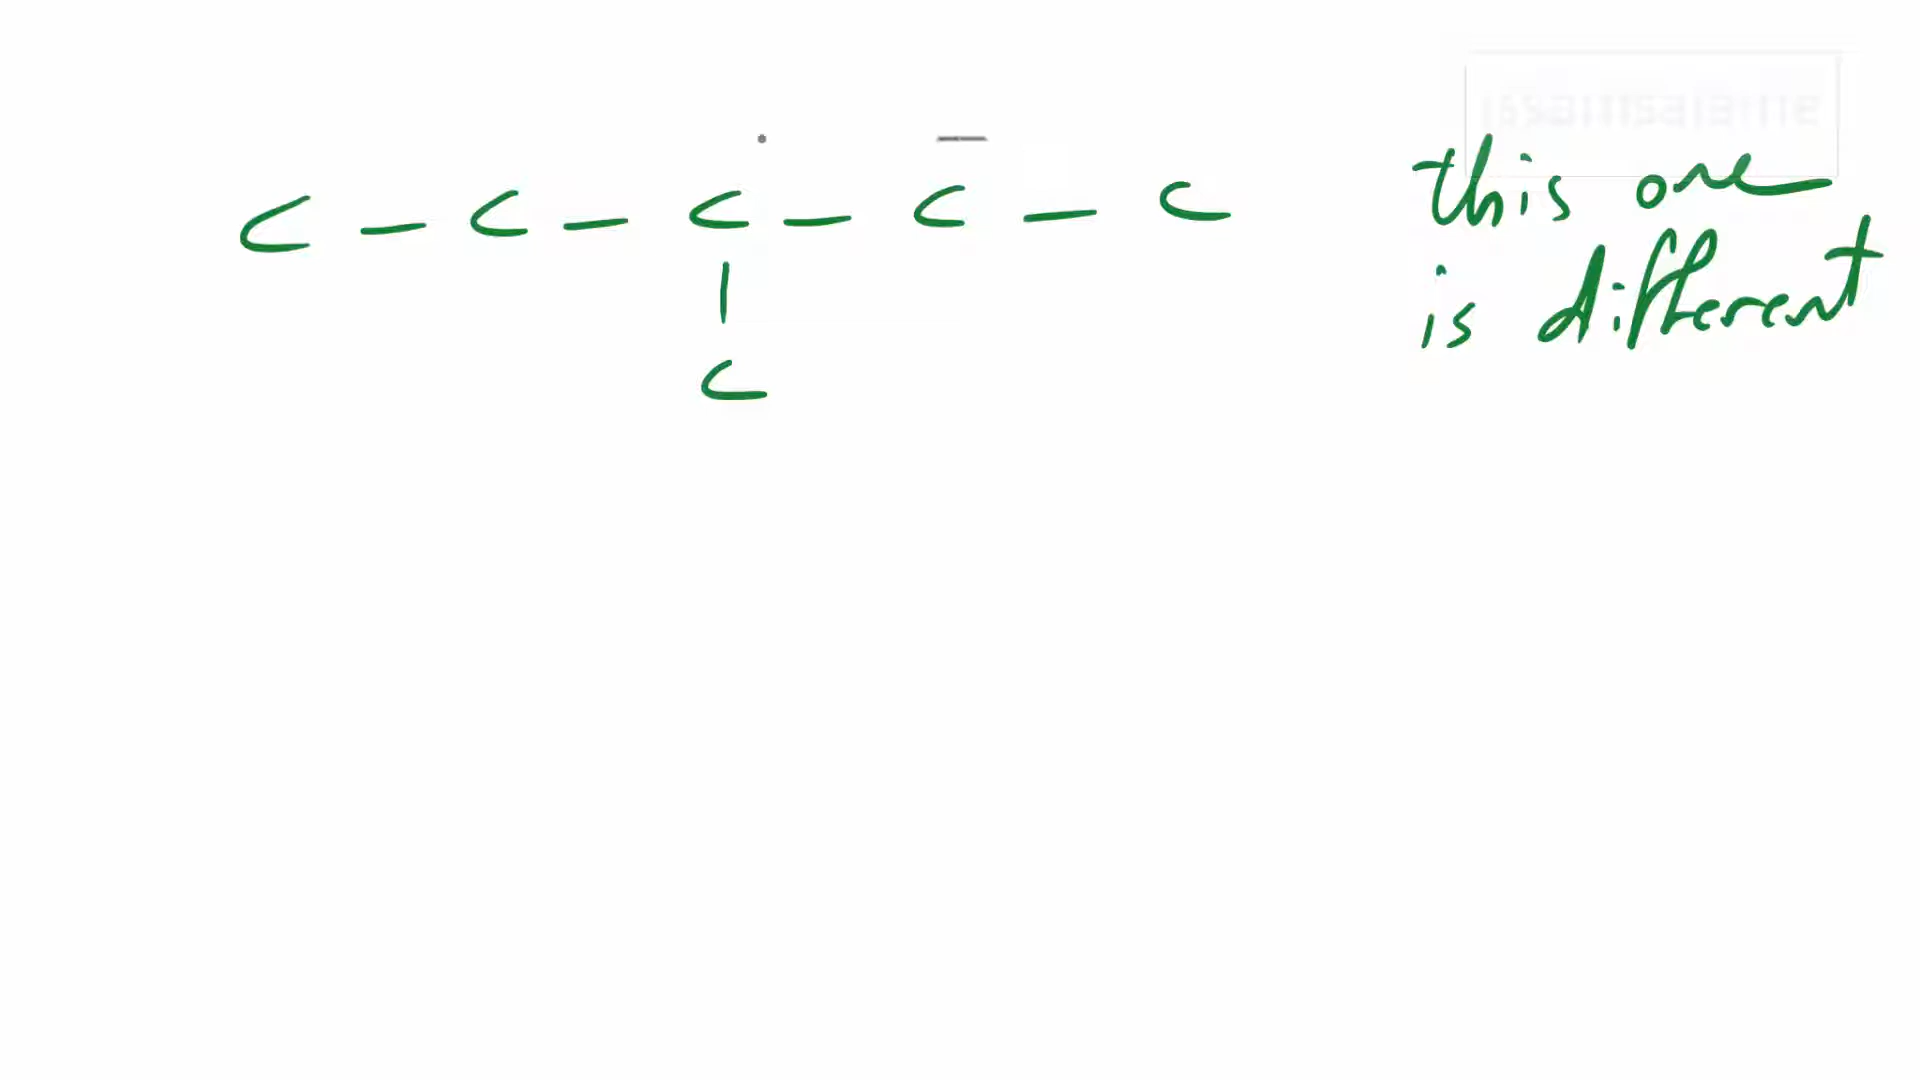 C - C - C - C - C
|
C
this one
is different